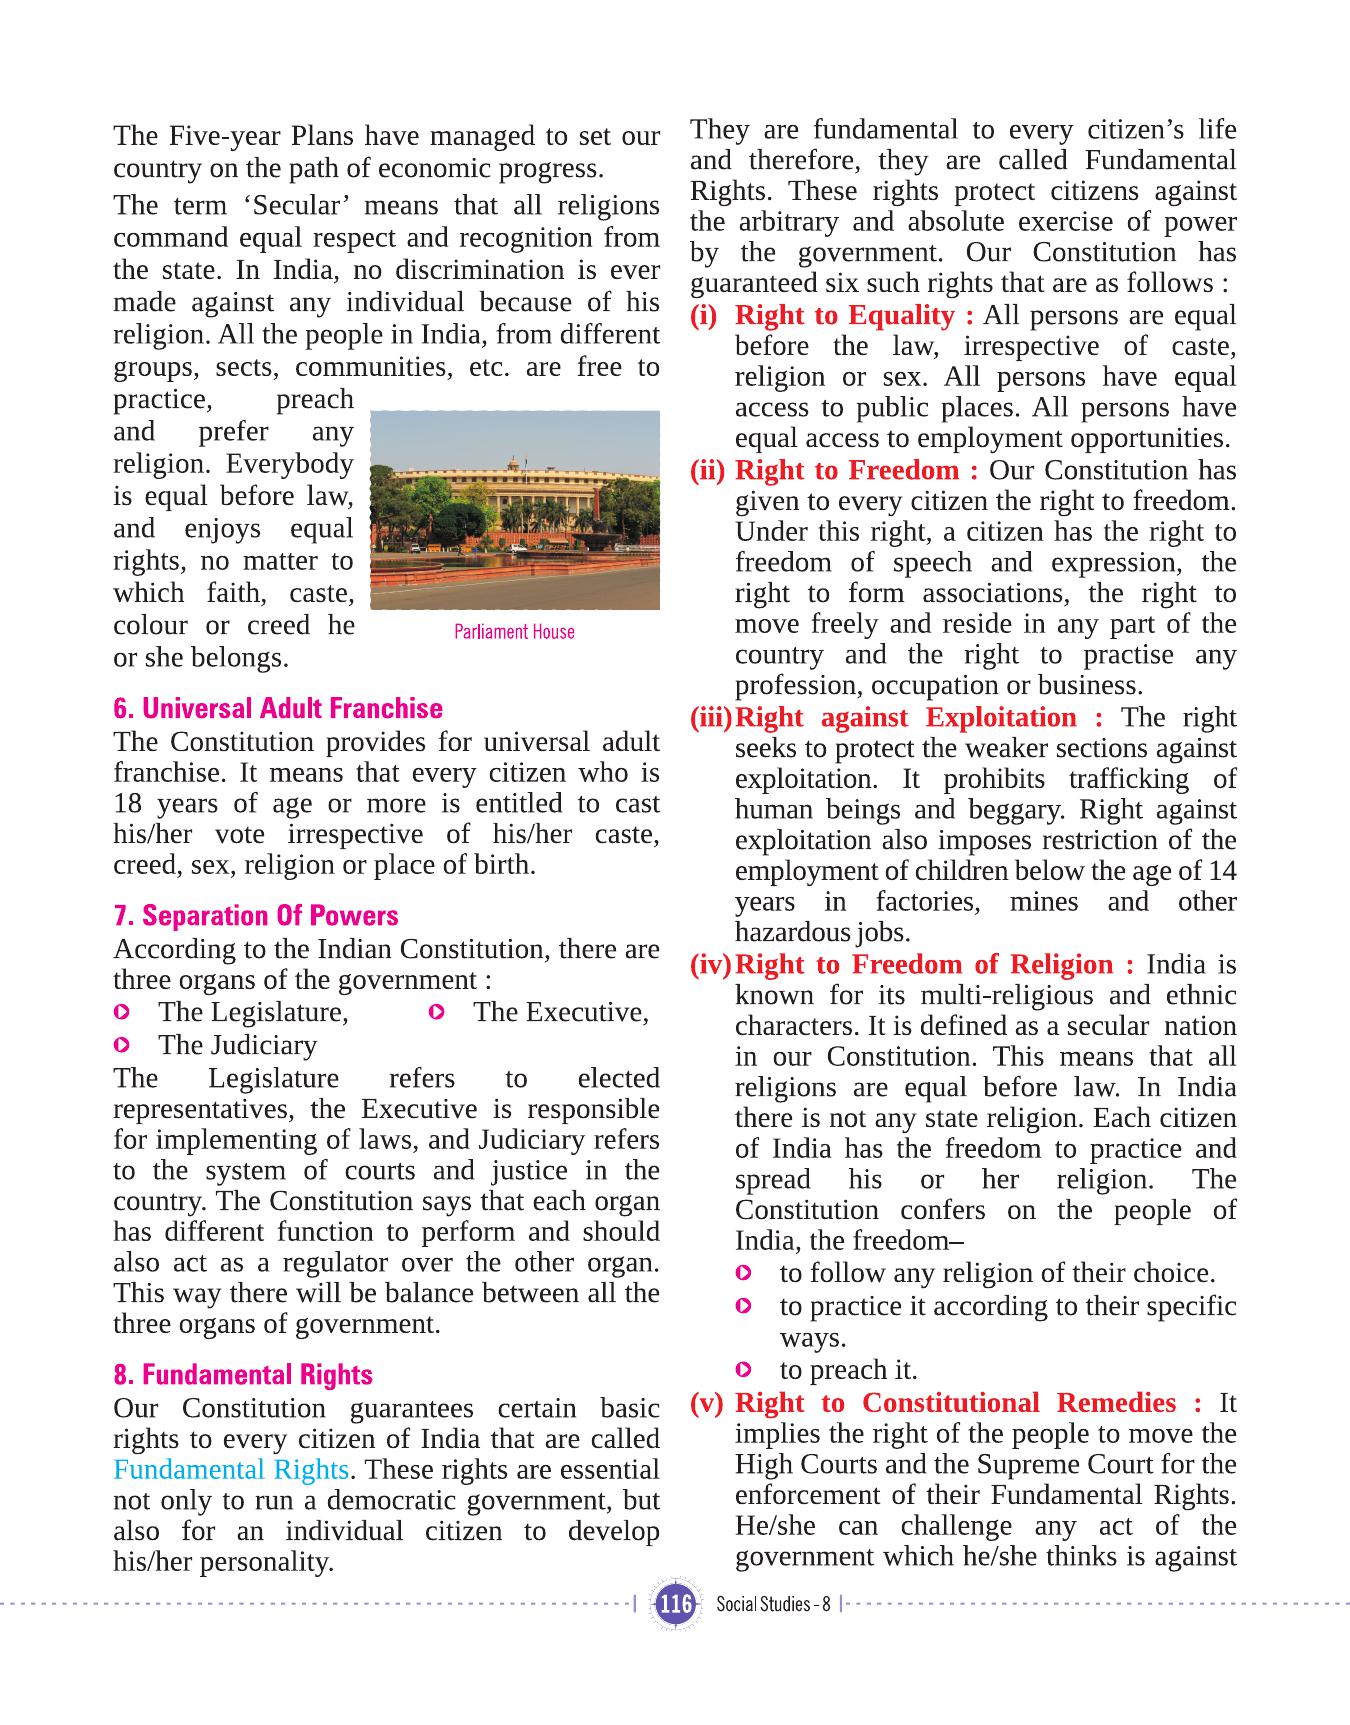 The Five-year Plans have managed to set our
country on the path of economic progress.
The term ‘Secular’ means that all religions
command equal respect and recognition from
the state. In India, no discrimination is ever
made against any individual because of his
religion. All the people in India, from different
groups, sects, communities, etc. are free to
practice, preach
and prefer any
religion. Everybody
is equal before law,
and enjoys equal
rights, no matter to
which faith, caste,
colour or creed he
or she belongs.
Parliament House
6. Universal Adult Franchise
The Constitution provides for universal adult
franchise. It means that every citizen who is
18 years of age or more is entitled to cast
his/her vote irrespective of his/her caste,
creed, sex, religion or place of birth.
7. Separation Of Powers
According to the Indian Constitution, there are
three organs of the government :
The Legislature, The Executive,
The Judiciary
The Legislature refers to elected
representatives, the Executive is responsible
for implementing of laws, and Judiciary refers
to the system of courts and justice in the
country. The Constitution says that each organ
has different function to perform and should
also act as a regulator over the other organ.
This way there will be balance between all the
three organs of government.
8. Fundamental Rights
Our Constitution guarantees certain basic
rights to every citizen of India that are called
Fundamental Rights. These rights are essential
not only to run a democratic government, but
also for an individual citizen to develop
his/her personality.
They are fundamental to every citizen’s life
and therefore, they are called Fundamental
Rights. These rights protect citizens against
the arbitrary and absolute exercise of power
by the government. Our Constitution has
guaranteed six such rights that are as follows :
(i) Right to Equality : All persons are equal
before the law, irrespective of caste,
religion or sex. All persons have equal
access to public places. All persons have
equal access to employment opportunities.
(ii) Right to Freedom : Our Constitution has
given to every citizen the right to freedom.
Under this right, a citizen has the right to
freedom of speech and expression, the
right to form associations, the right to
move freely and reside in any part of the
country and the right to practise any
profession, occupation or business.
(iii) Right against Exploitation : The right
seeks to protect the weaker sections against
exploitation. It prohibits trafficking of
human beings and beggary. Right against
exploitation also imposes restriction of the
employment of children below the age of 14
years in factories, mines and other
hazardous jobs.
(iv) Right to Freedom of Religion : India is
known for its multi-religious and ethnic
characters. It is defined as a secular nation
in our Constitution. This means that all
religions are equal before law. In India
there is not any state religion. Each citizen
of India has the freedom to practice and
spread his or her religion. The
Constitution confers on the people of
India, the freedom–
to follow any religion of their choice.
to practice it according to their specific
ways.
to preach it.
(v) Right to Constitutional Remedies : It
implies the right of the people to move the
High Courts and the Supreme Court for the
enforcement of their Fundamental Rights.
He/she can challenge any act of the
government which he/she thinks is against
116 Social Studies - 8